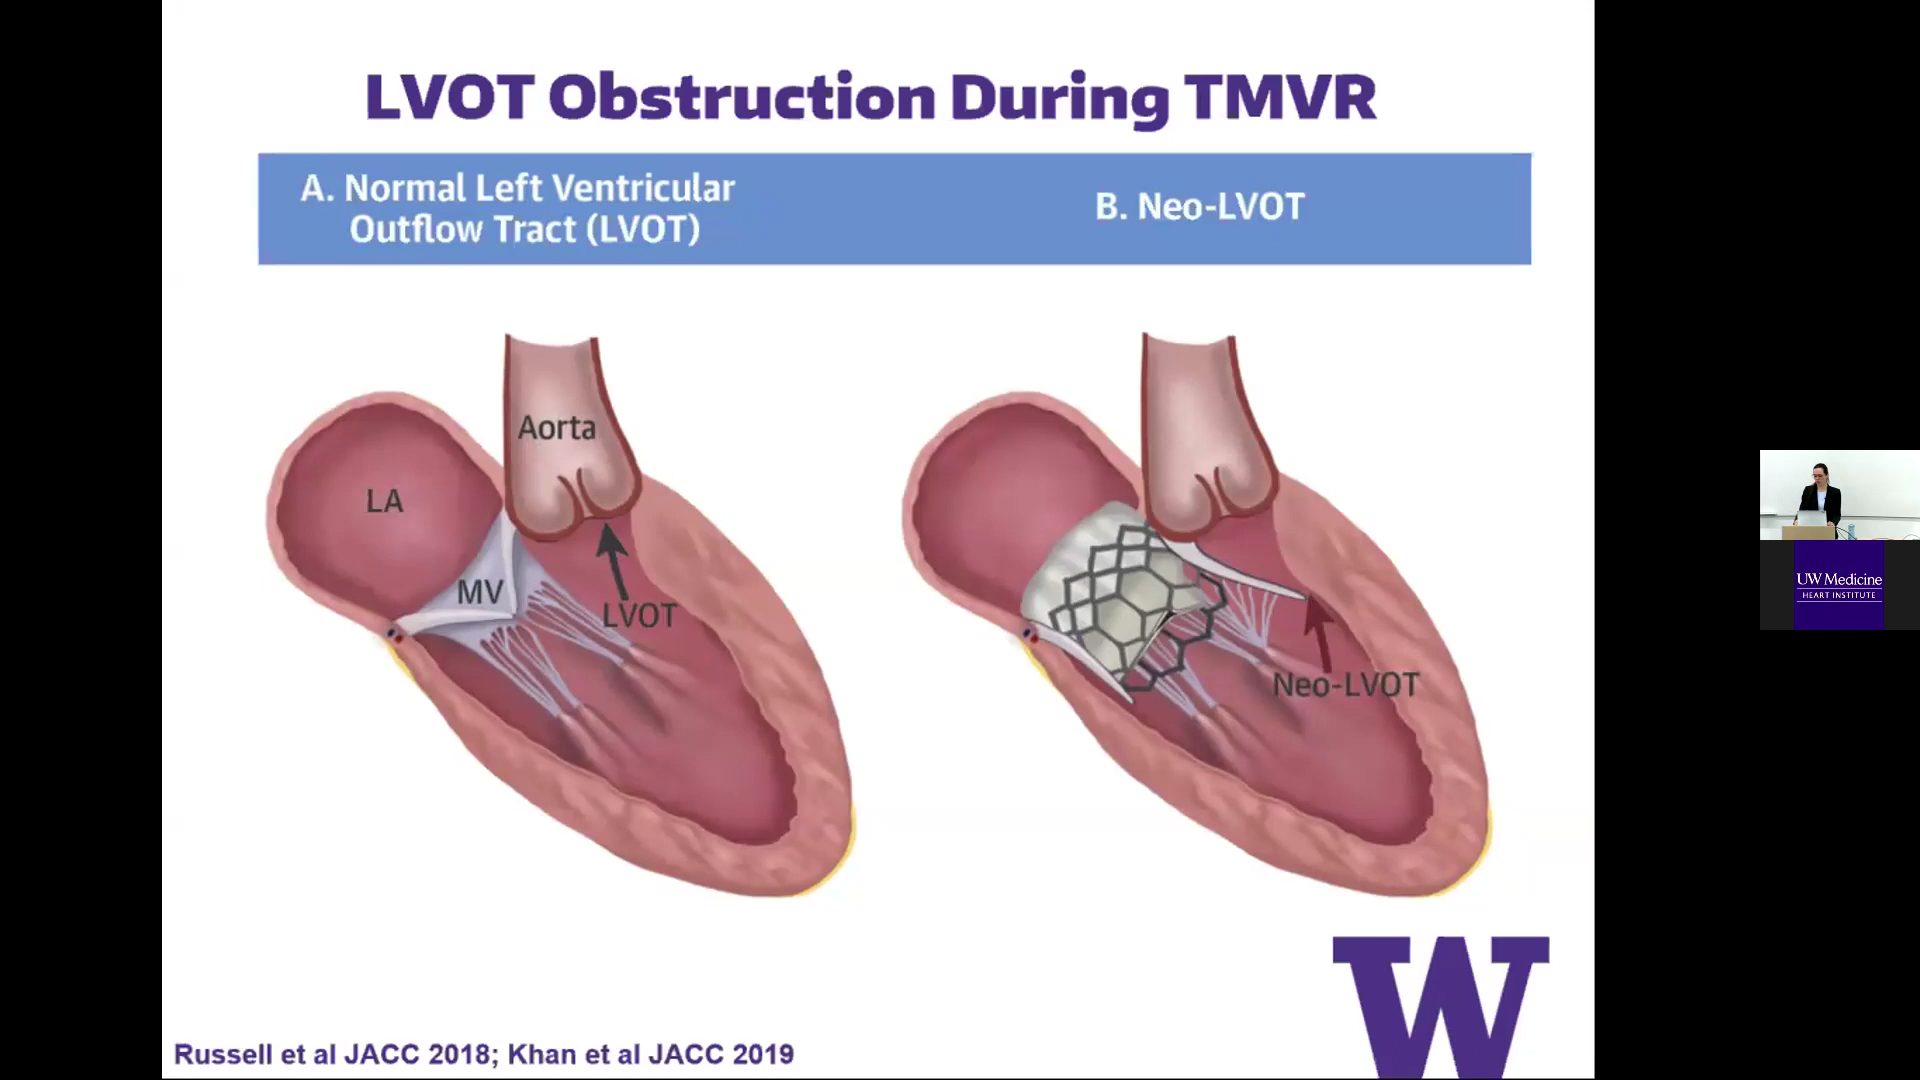 LVOT Obstruction During TMVR
A. Normal Left Ventricular
Outflow Tract (LVOT)
B. Neo-LVOT
Aorta
LA
MV
LVOT
Neo-LVOT
UW Medicine
HEART INSTITUTE
W
Russell et al JACC 2018; Khan et al JACC 2019